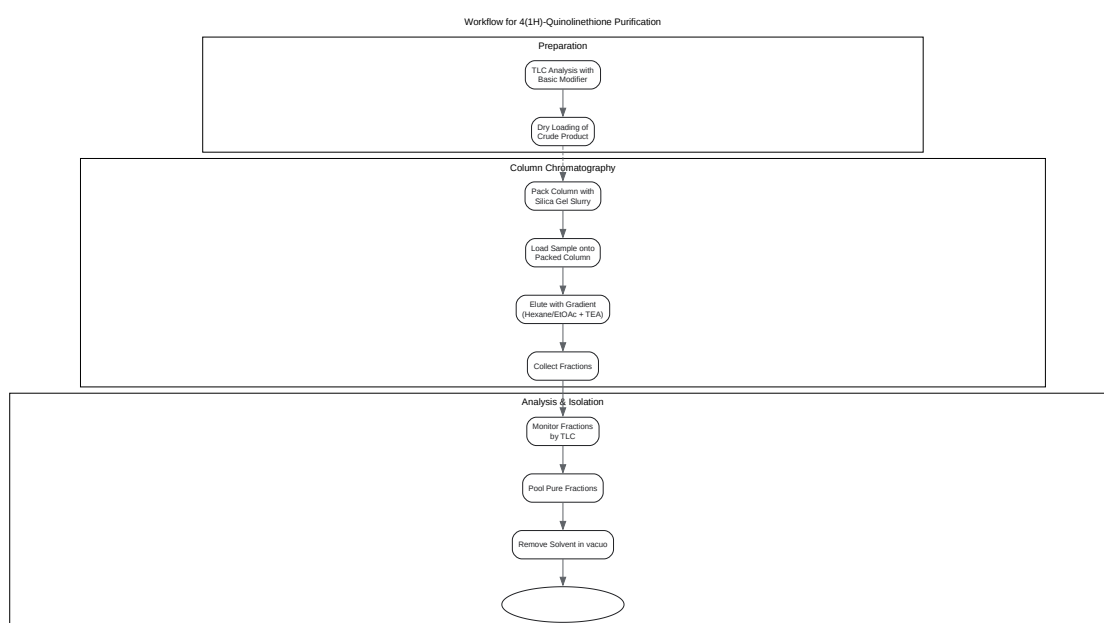 Workflow for 4(1H)-Quinolinethione Purification
Preparation
TLC Analysis with
Basic Modifier
Dry Loading of
Crude Product
Column Chromatography
Pack Column with
Silica Gel Slurry
Load Sample onto
Packed Column
Elute with Gradient
(Hexane/EtOAc + TEA)
Collect Fractions
Analysis & Isolation
Monitor Fractions
by TLC
Pool Pure Fractions
Remove Solvent in vacuo